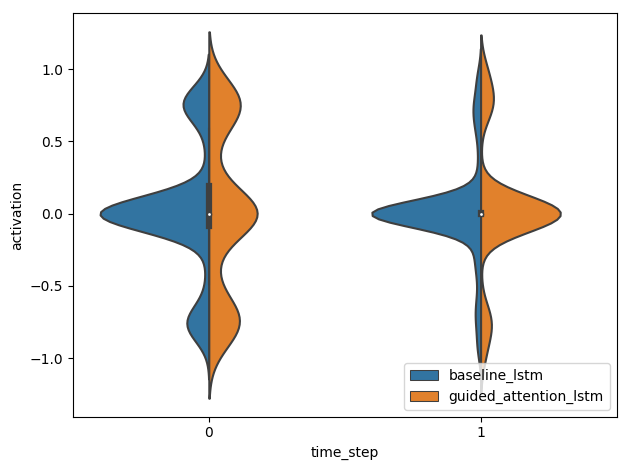 activation
1.0
0.5
0.0
−0.5
−1.0
0
1
time_step
baseline_lstm
guided_attention_lstm